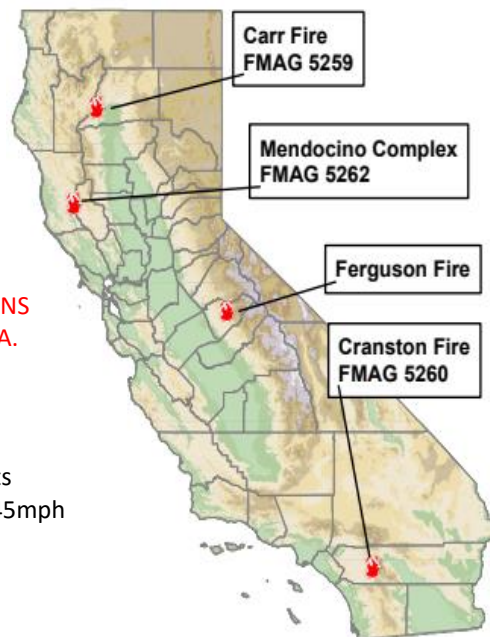 Carr Fire
FMAG 5259
Mendocino Complex
FMAG 5262
Ferguson Fire
Cranston Fire
FMAG 5260
NS
A.
s
5mph